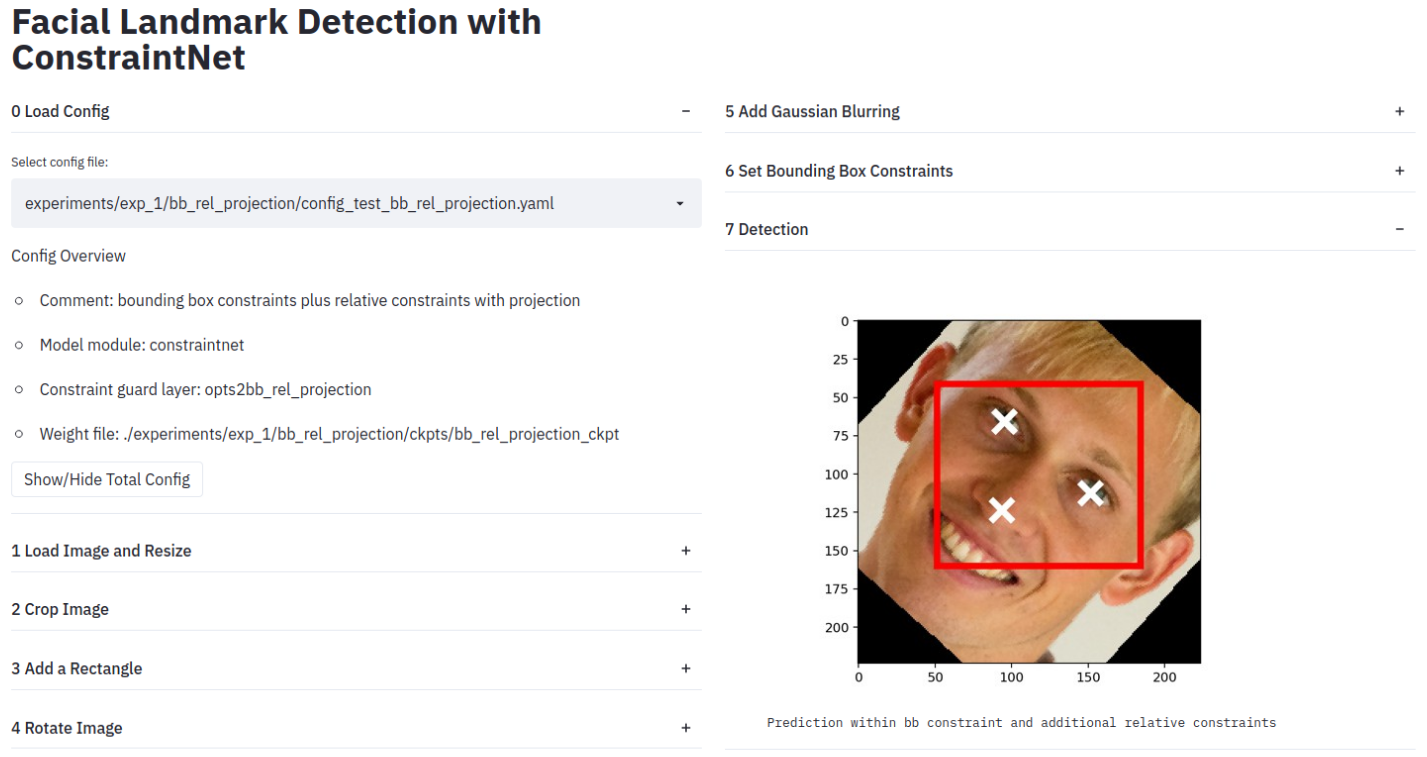 Facial Landmark Detection with
ConstraintNet
0 Load Config
Select config file:
experiments/exp_1/bb_rel_projection/config_test_bb_rel_projection.yaml
Config Overview
Comment: bounding box constraints plus relative constraints with projection
Model module: constraintnet
Constraint guard layer: opts2bb_rel_projection
Weight file: ./experiments/exp_1/bb_rel_projection/ckpts/bb_rel_projection_ckpt
Show/Hide Total Config
1 Load Image and Resize
2 Crop Image
3 Add a Rectangle
4 Rotate Image
5 Add Gaussian Blurring
6 Set Bounding Box Constraints
7 Detection
0
25
50
75
100
125
150
175
200
0 50 100 150 200
Prediction within bb constraint and additional relative constraints